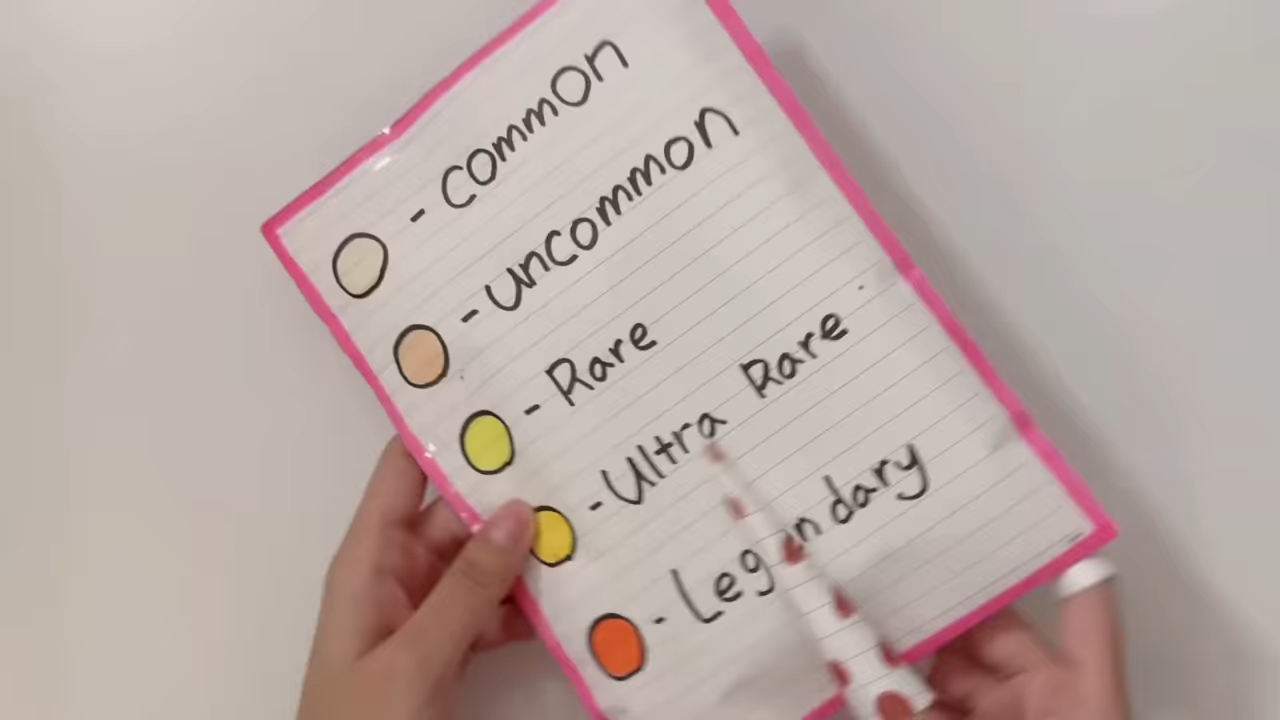 - common
- uncommon
- Rare
- Ultra Rare
- Legendary